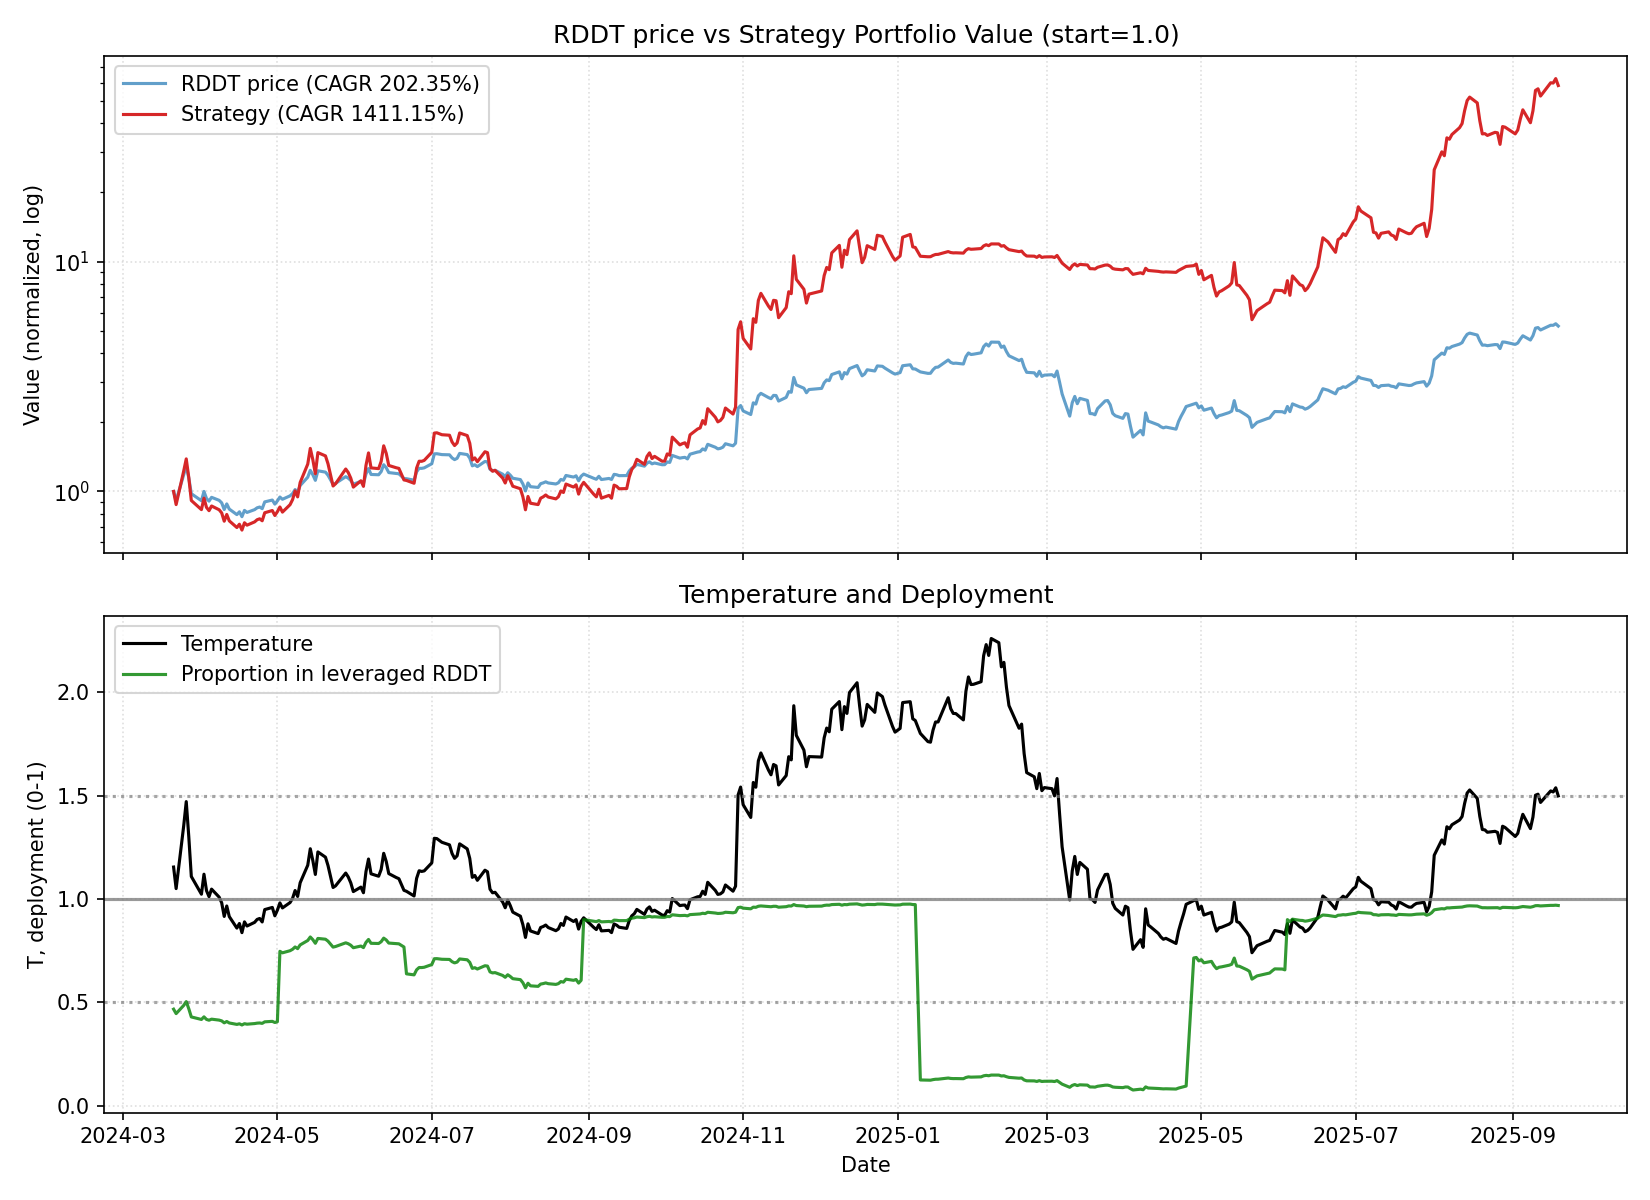 RDDT price vs Strategy Portfolio Value (start=1.0)
RDDT price (CAGR 202.35%)
Strategy (CAGR 1411.15%)
Value (normalized, log)
10¹
10⁰
Temperature and Deployment
Temperature
Proportion in leveraged RDDT
T, deployment (0-1)
2.0
1.5
1.0
0.5
0.0
2024-03 2024-05 2024-07 2024-09 2024-11 2025-01 2025-03 2025-05 2025-07 2025-09
Date